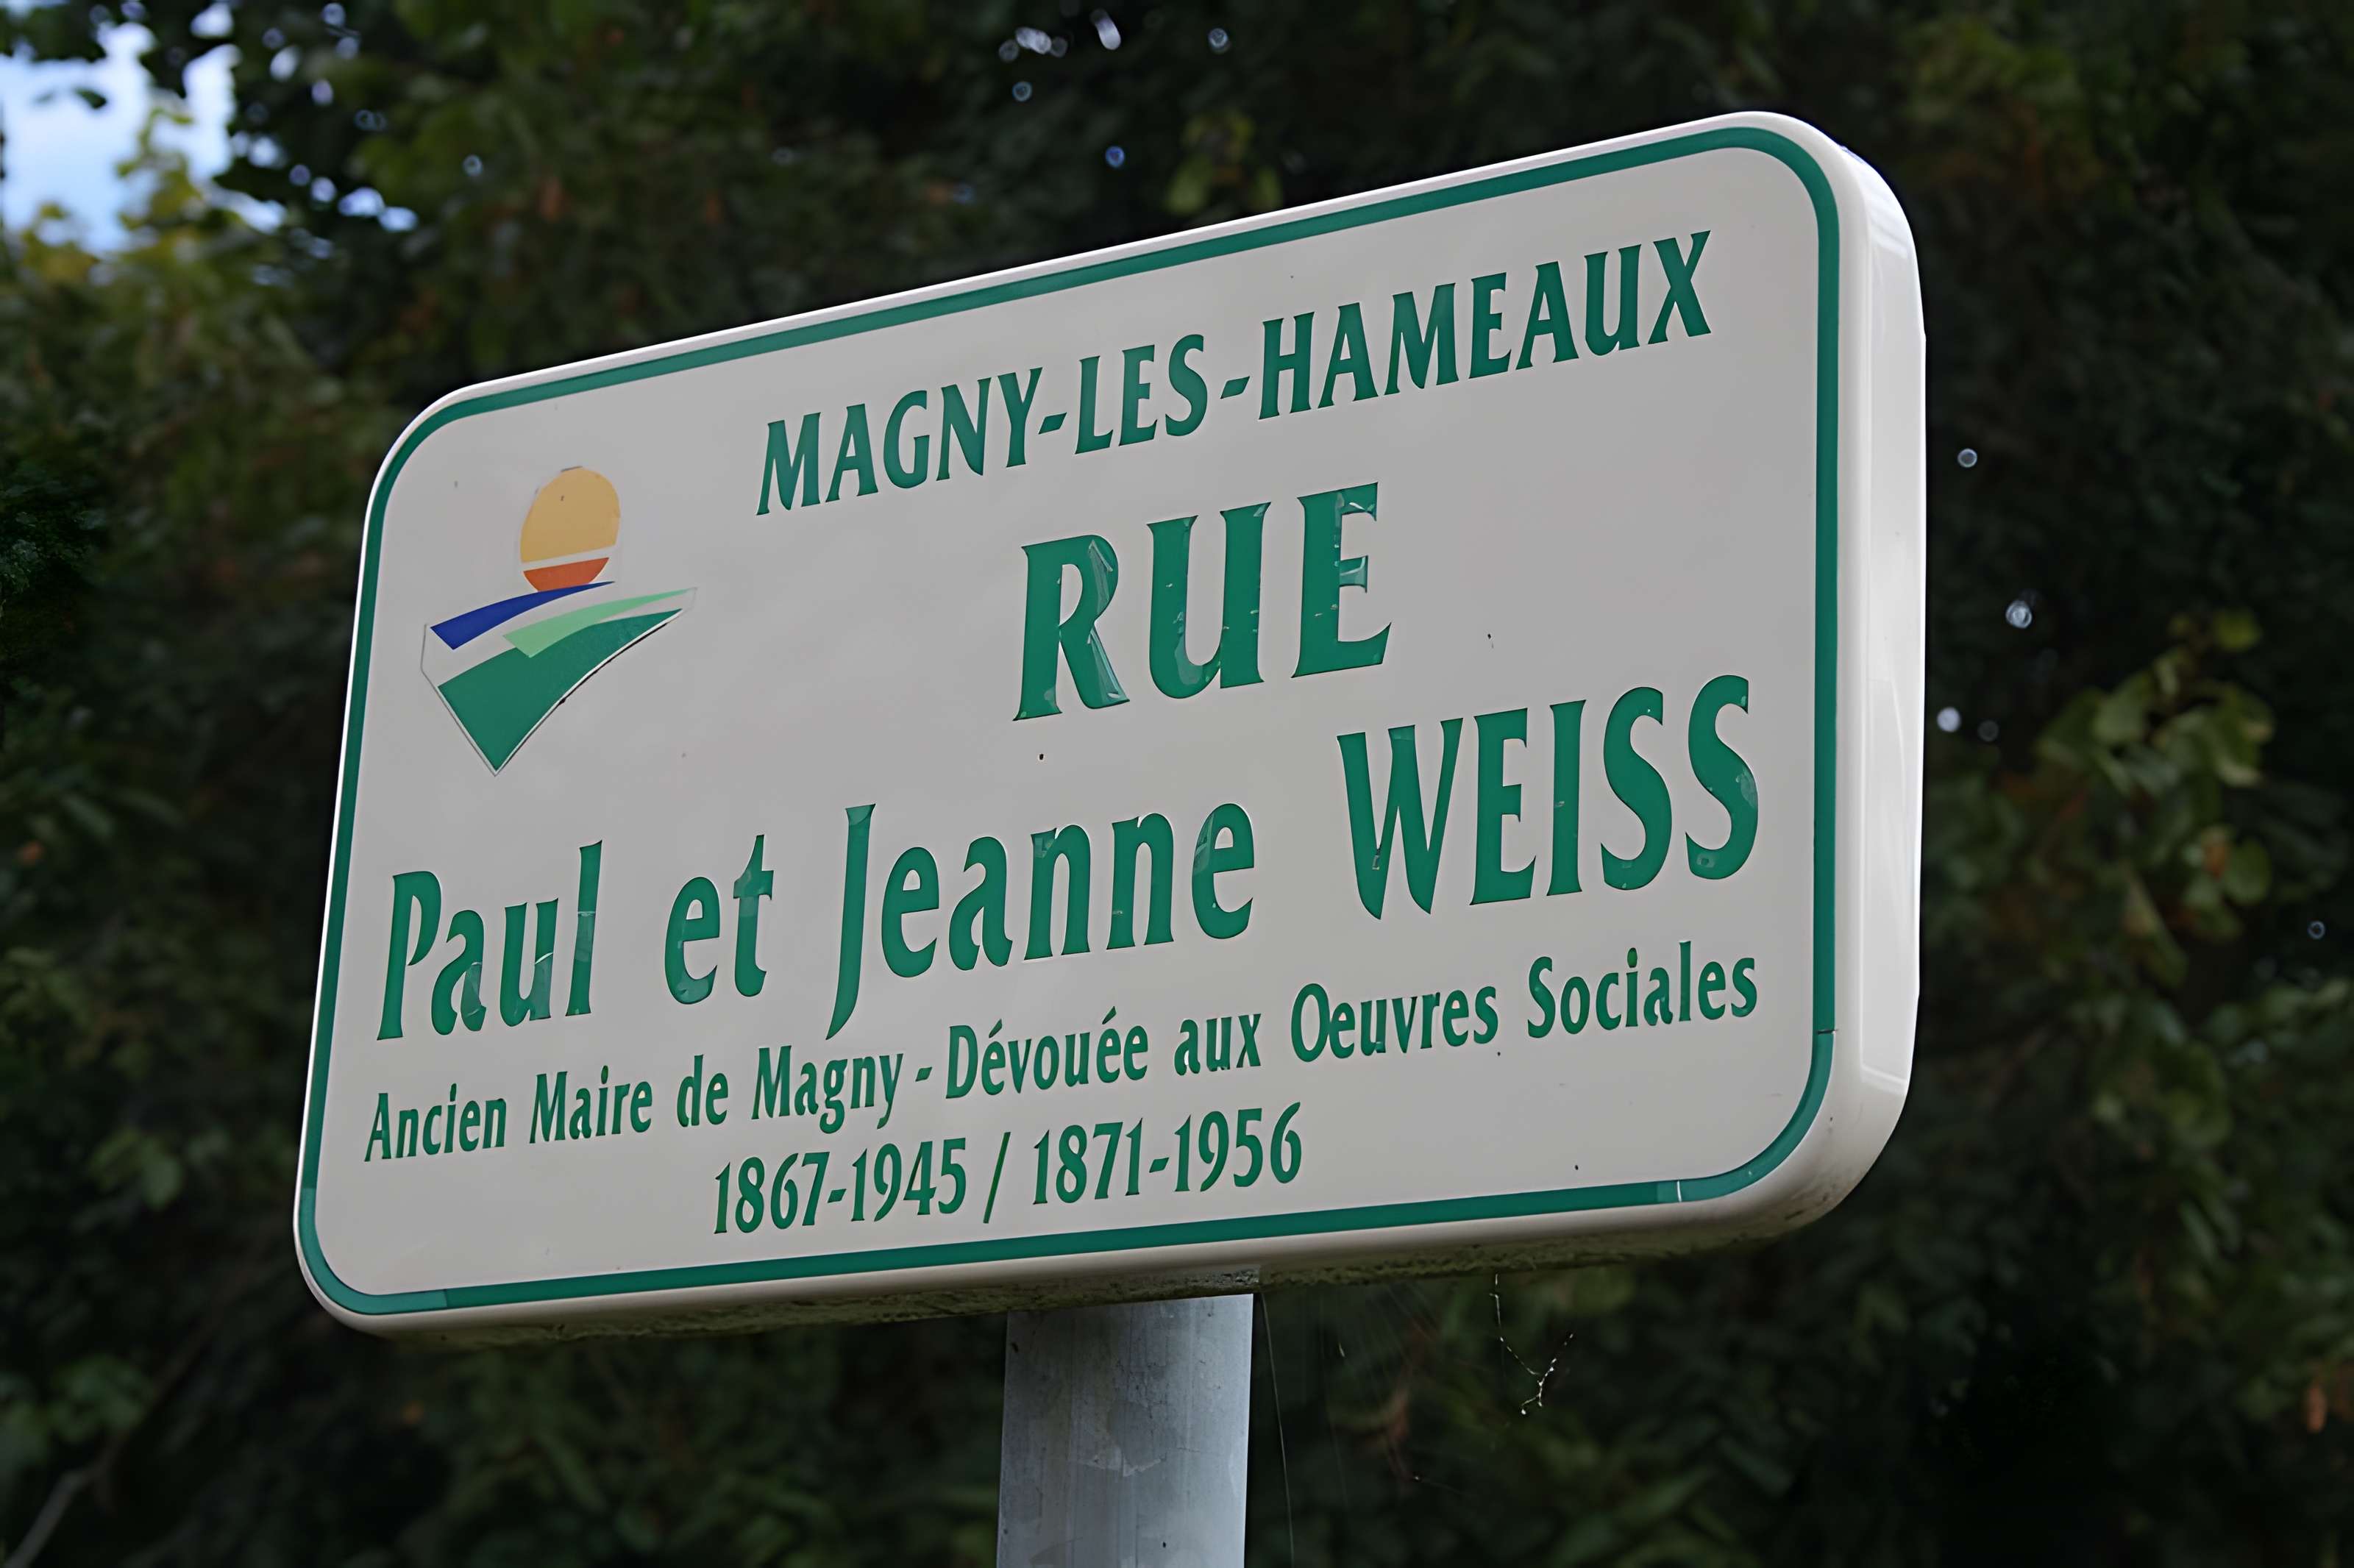 MAGNY-LES-HAMEAUX
RUE
Paul et Jeanne WEISS
Ancien Maire de Magny - Dévouée aux Oeuvres Sociales
1867-1945 / 1871-1956